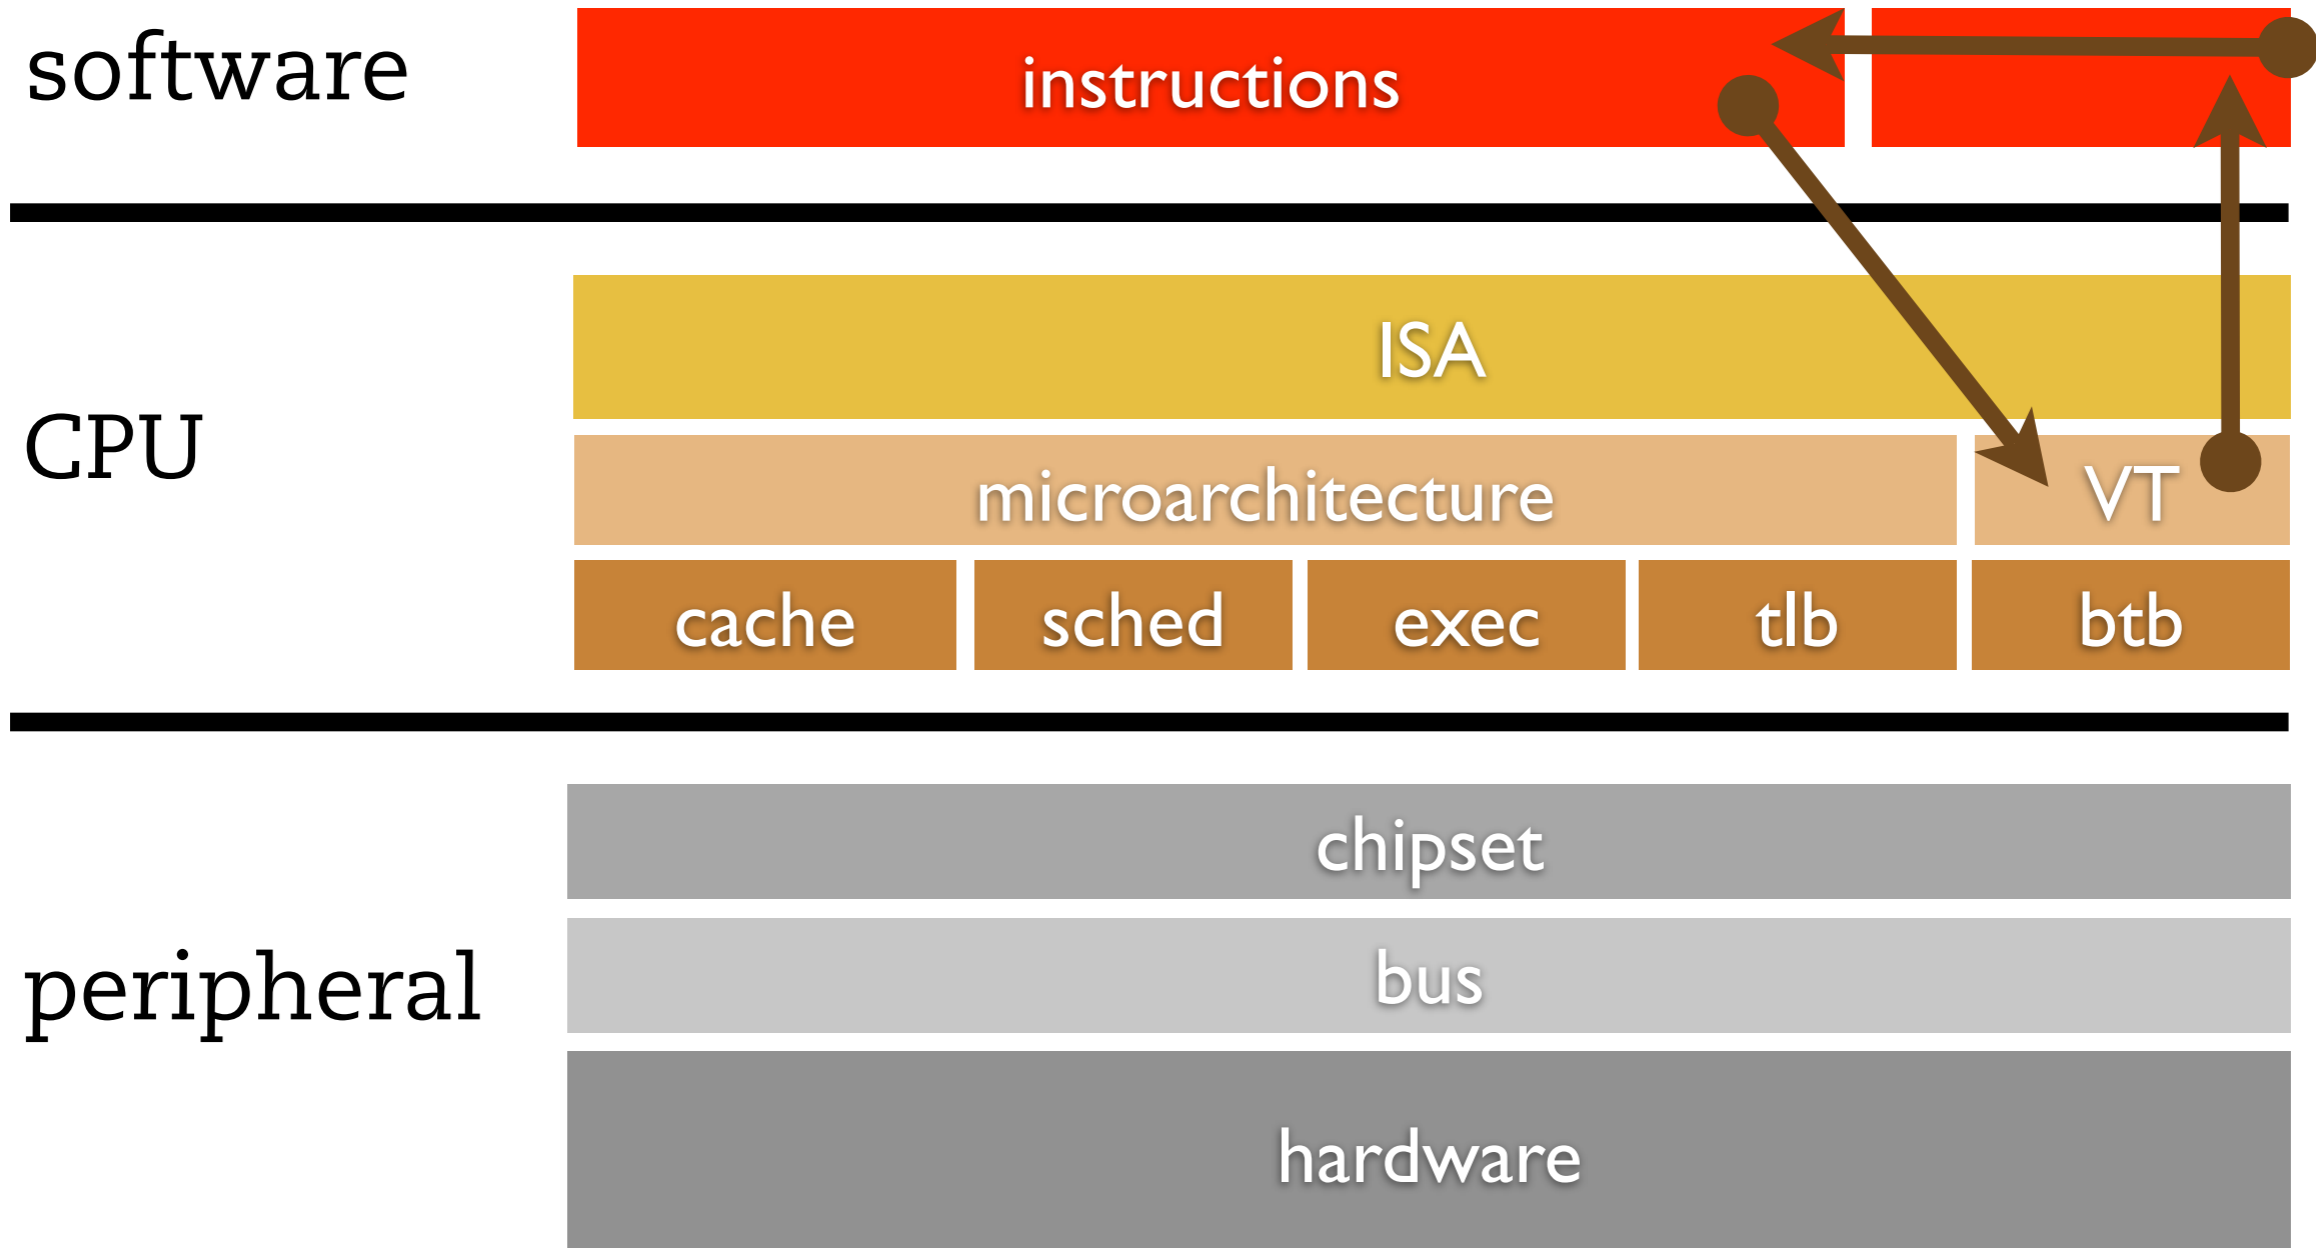 software
instructions
CPU
ISA
microarchitecture
VT
cache
sched
exec
tlb
btb
peripheral
chipset
bus
hardware